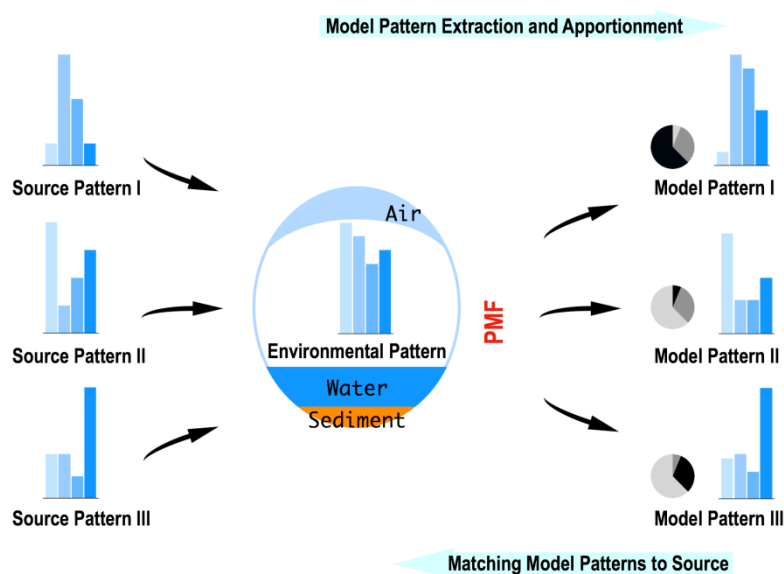 Model Pattern Extraction and Apportionment
Source Pattern I
Model Pattern I
Air
Source Pattern II
Environmental Pattern
PMF
Model Pattern II
Water
Sediment
Source Pattern III
Model Pattern III
Matching Model Patterns to Source